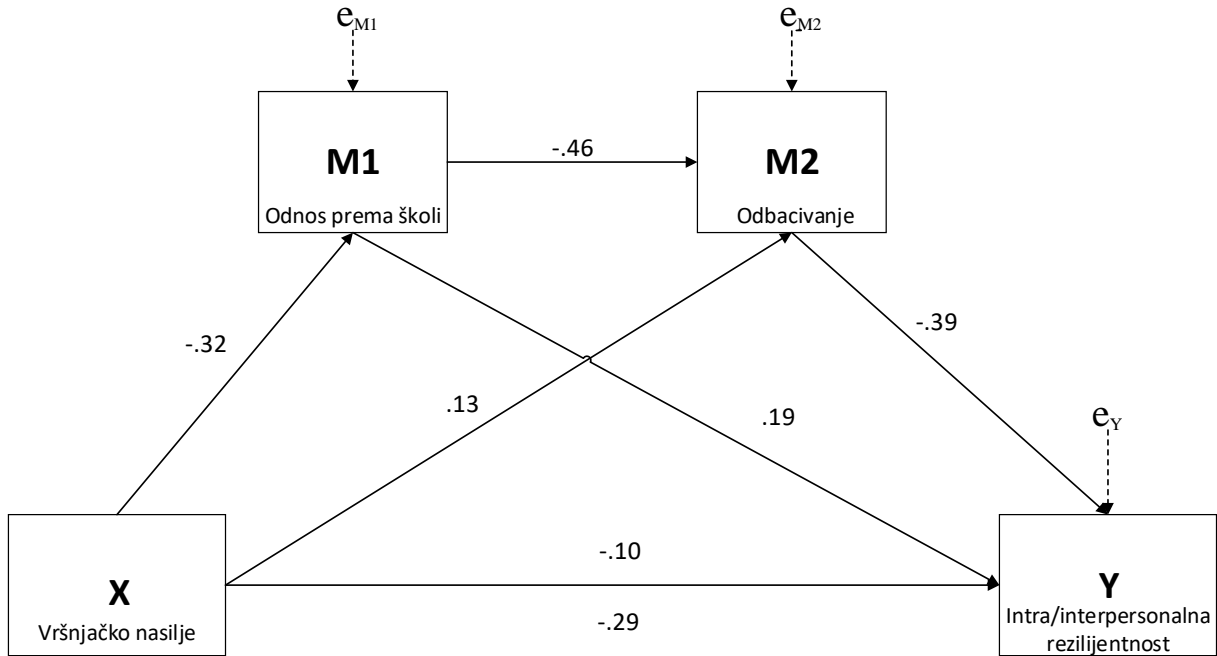 eM1
eM2
M1
Odnos prema školi
-.46
M2
Odbacivanje
-.32
.13
.19
-.39
eY
X
Vršnjačko nasilje
-.10
-.29
Y
Intra/interpersonalna
rezilijentnost